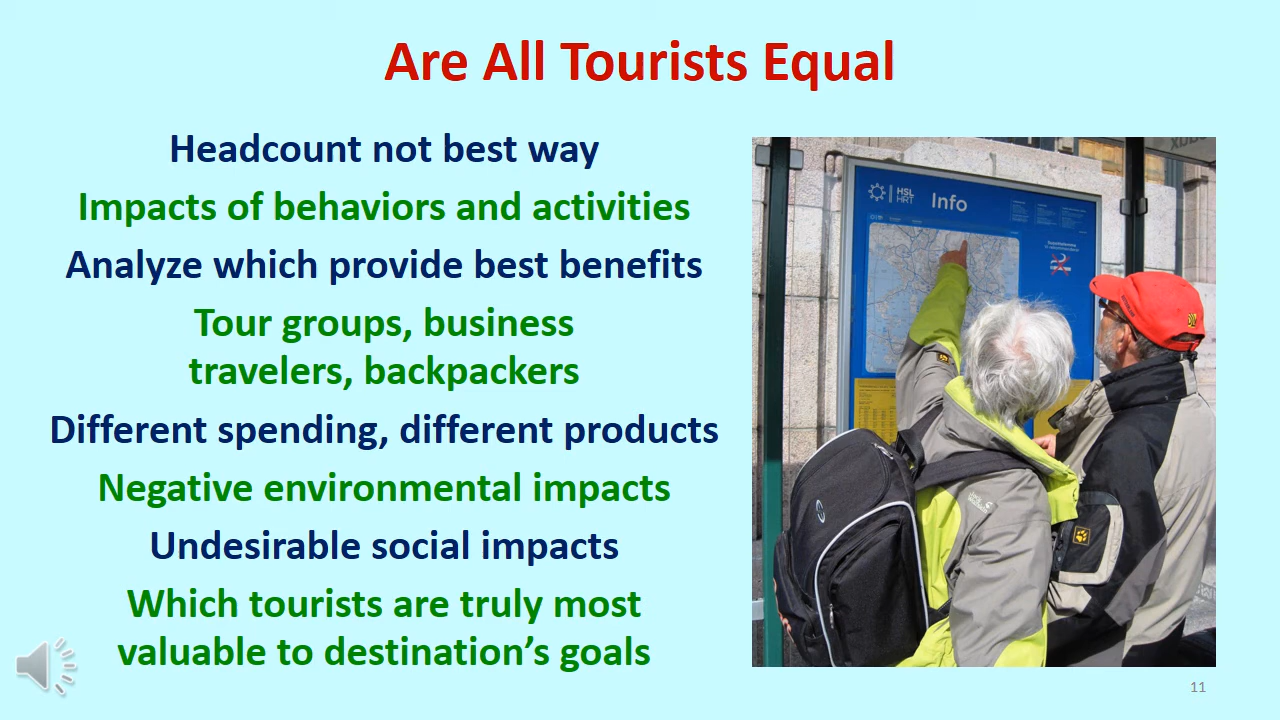 Are All Tourists Equal
Headcount not best way
Impacts of behaviors and activities
Analyze which provide best benefits
Tour groups, business
travelers, backpackers
Different spending, different products
Negative environmental impacts
Undesirable social impacts
Which tourists are truly most
valuable to destination’s goals
HSL
HRT
Info
11